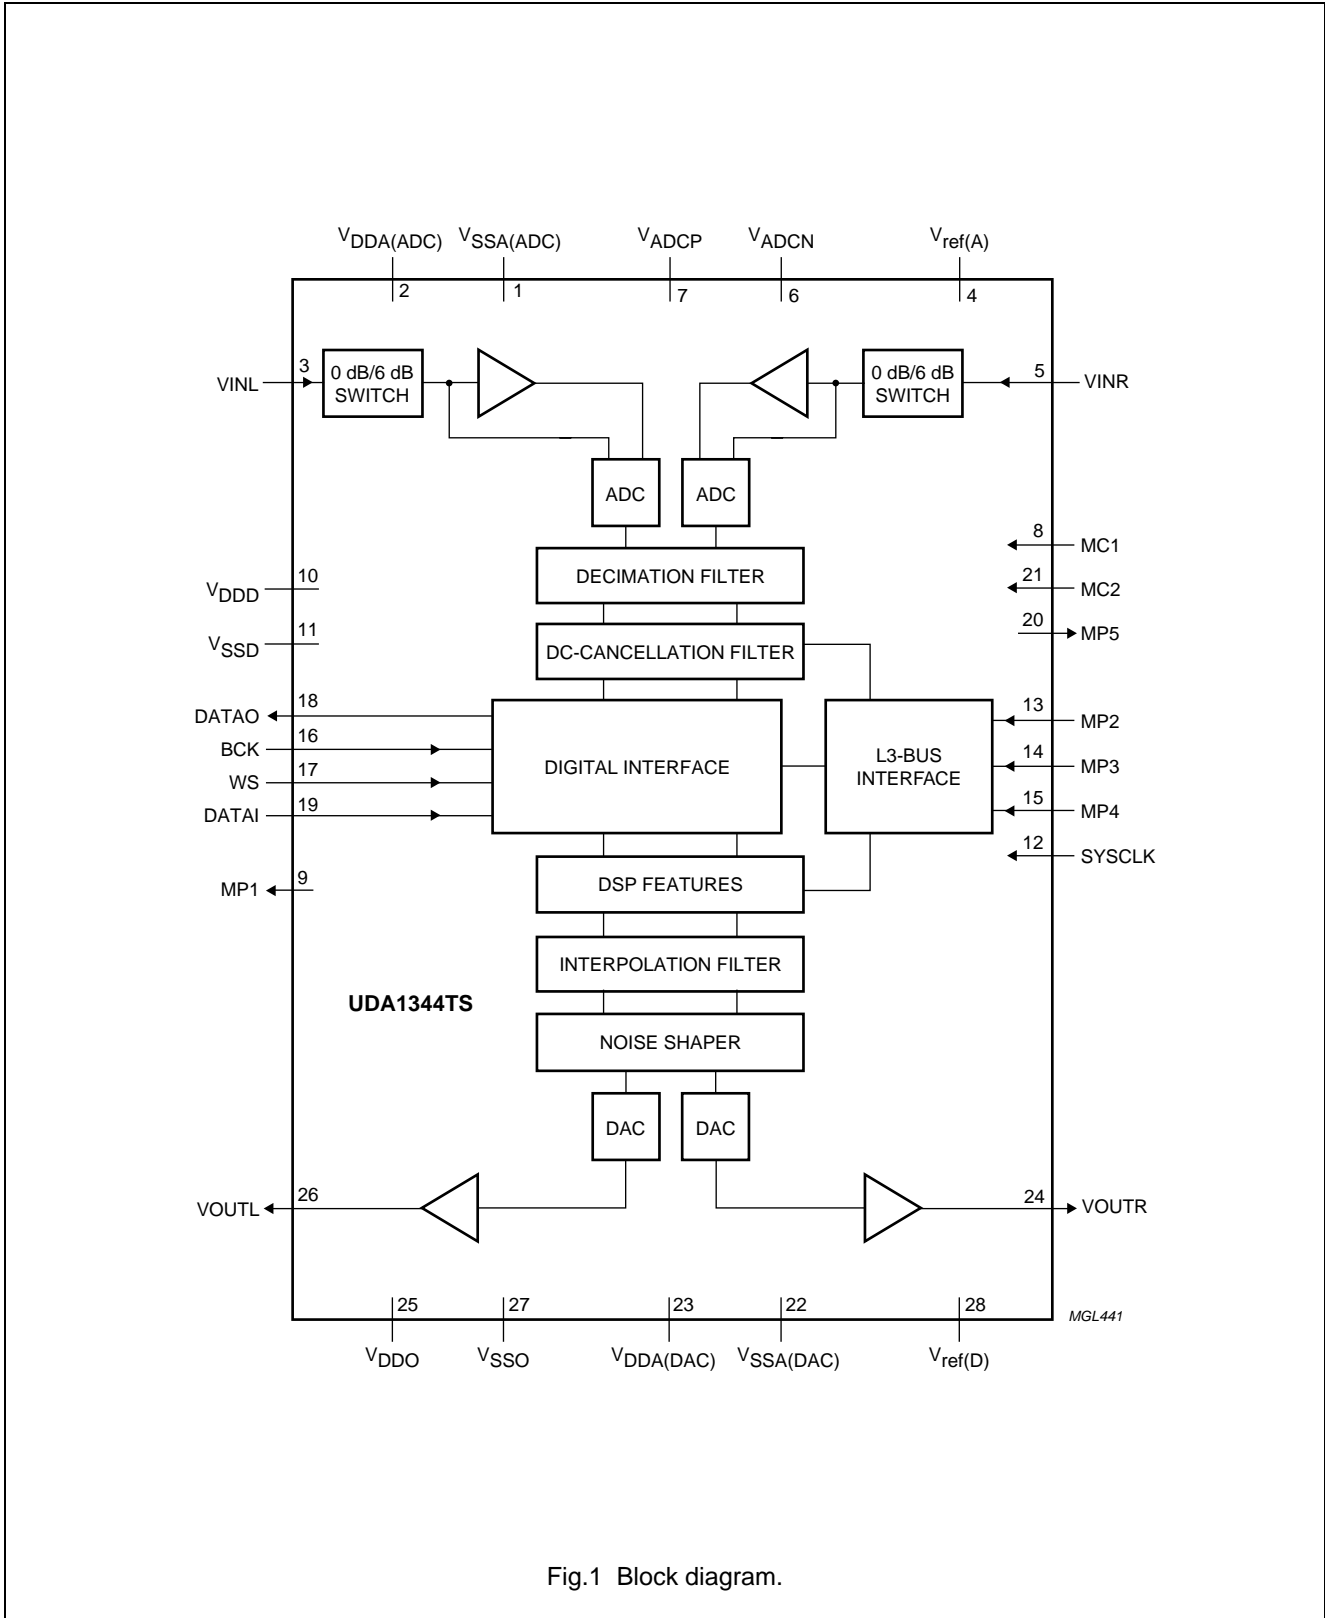 VDDA(ADC) VSSA(ADC) VADCP VADCN Vref(A)
2 1 7 6 4
VINL 3 0 dB/6 dB SWITCH
0 dB/6 dB SWITCH 5 VINR
ADC ADC
8 MC1
DECIMATION FILTER
VDDD 10
21 MC2
VSSD 11
20 MP5
DC-CANCELLATION FILTER
DATAO 18
BCK 16
WS 17
DATAI 19
DIGITAL INTERFACE
L3-BUS
INTERFACE
13 MP2
14 MP3
15 MP4
12 SYSCLK
MP1 9
DSP FEATURES
INTERPOLATION FILTER
UDA1344TS
NOISE SHAPER
DAC DAC
VOUTL 26
24 VOUTR
25 27 23 22 28
MGL441
VDDO VSSO VDDA(DAC) VSSA(DAC) Vref(D)
Fig.1 Block diagram.